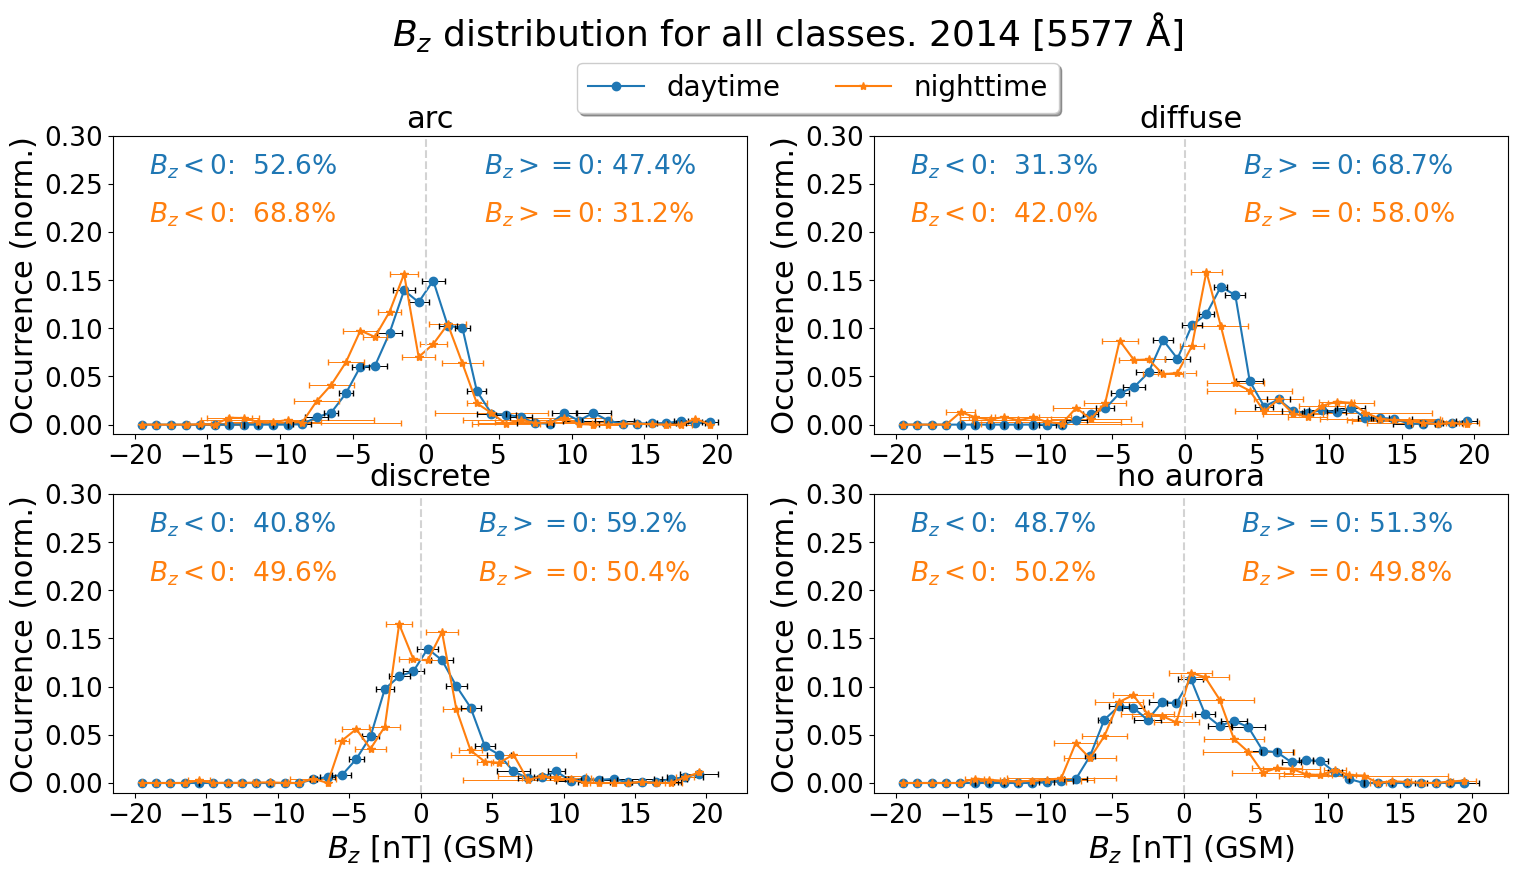 B_z distribution for all classes. 2014 [5577 Å]
daytime nighttime
arc
B_z < 0: 52.6% B_z >= 0: 47.4%
B_z < 0: 68.8% B_z >= 0: 31.2%
Occurrence (norm.)
0.30
0.25
0.20
0.15
0.10
0.05
0.00
−20 −15 −10 −5 0 5 10 15 20
diffuse
B_z < 0: 31.3% B_z >= 0: 68.7%
B_z < 0: 42.0% B_z >= 0: 58.0%
Occurrence (norm.)
0.30
0.25
0.20
0.15
0.10
0.05
0.00
−20 −15 −10 −5 0 5 10 15 20
discrete
B_z < 0: 40.8% B_z >= 0: 59.2%
B_z < 0: 49.6% B_z >= 0: 50.4%
Occurrence (norm.)
0.30
0.25
0.20
0.15
0.10
0.05
0.00
−20 −15 −10 −5 0 5 10 15 20
B_z [nT] (GSM)
no aurora
B_z < 0: 48.7% B_z >= 0: 51.3%
B_z < 0: 50.2% B_z >= 0: 49.8%
Occurrence (norm.)
0.30
0.25
0.20
0.15
0.10
0.05
0.00
−20 −15 −10 −5 0 5 10 15 20
B_z [nT] (GSM)